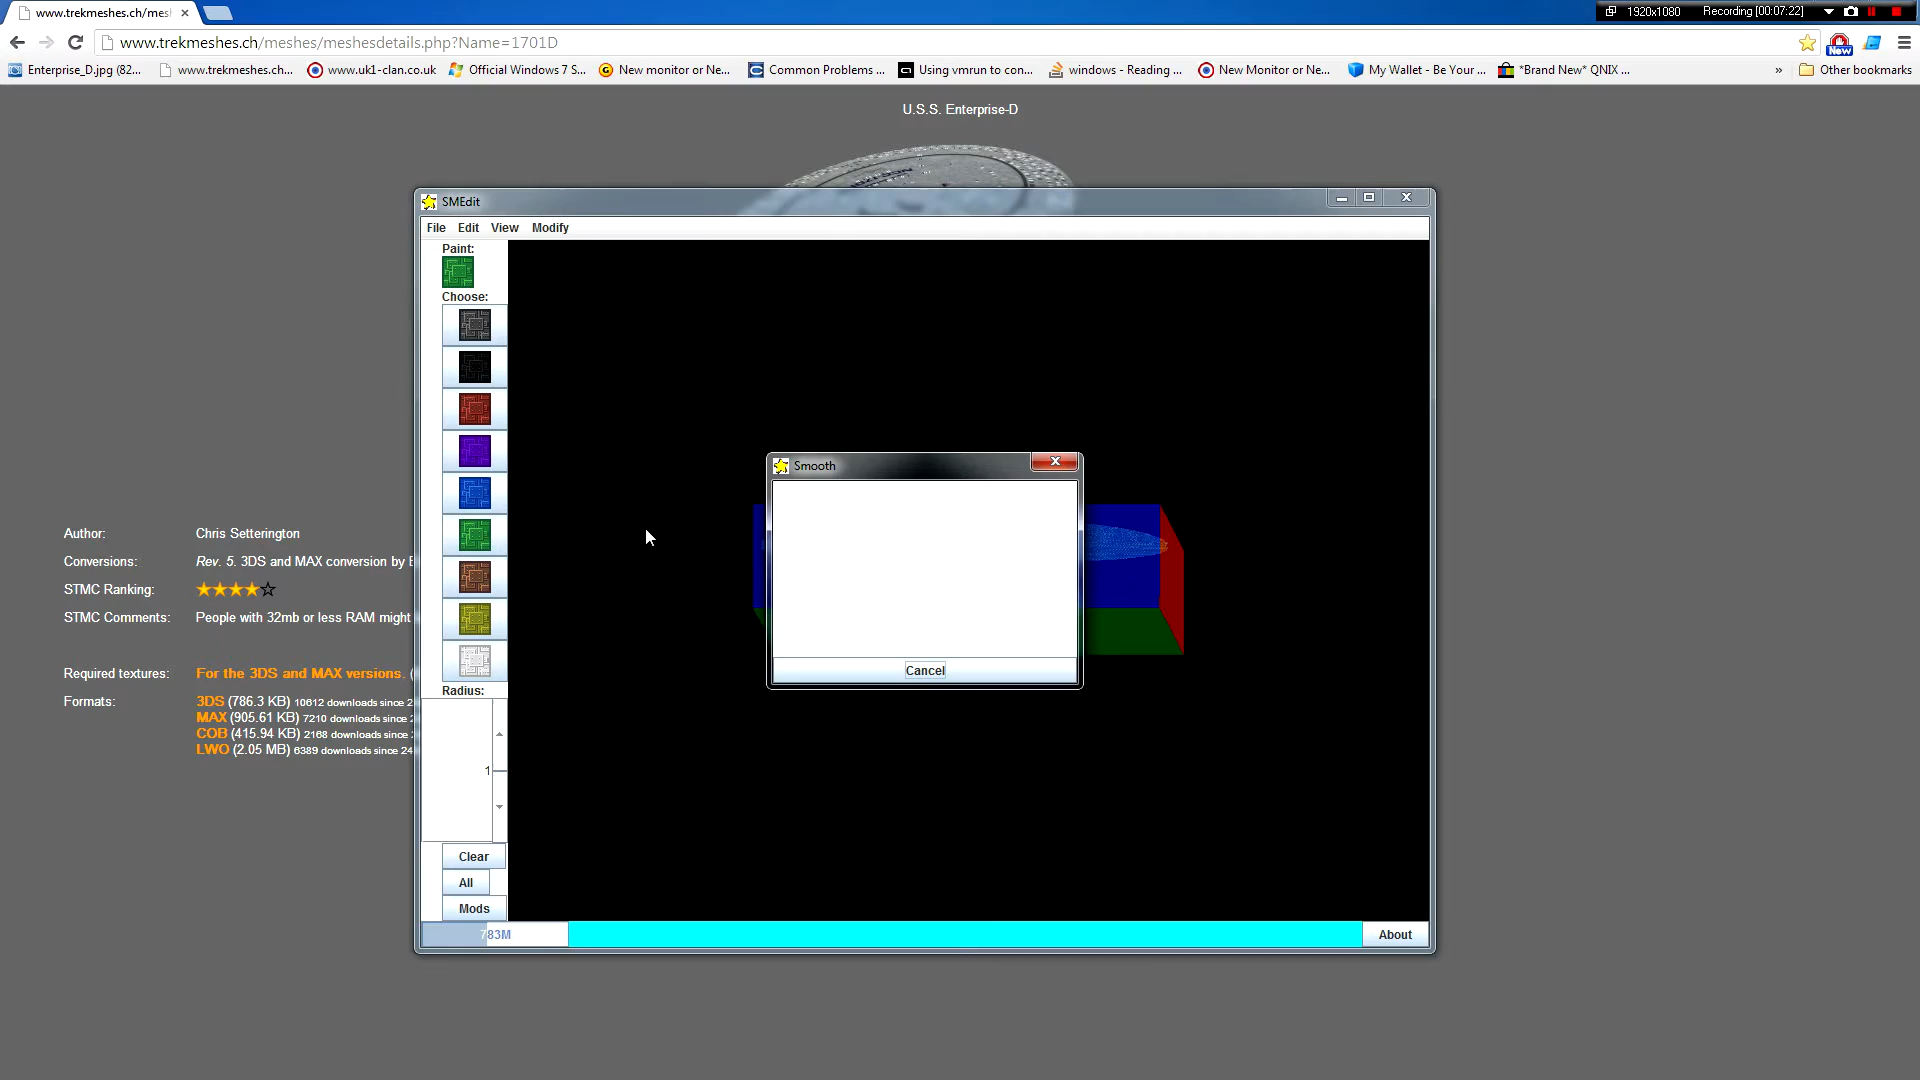 www.trekmeshes.ch/mesh
1920x1080
Recording [00:07:22]
www.trekmeshes.ch/meshes/meshesdetails.php?Name=1701D
New
Enterprise_D.jpg (82...
www.trekmeshes.ch...
www.uk1-clan.co.uk
Official Windows 7 S...
New monitor or Ne...
Common Problems ...
Using vmrun to con...
windows - Reading ...
New Monitor or Ne...
My Wallet - Be Your ...
*Brand New* QNIX ...
»
Other bookmarks
U.S.S. Enterprise-D
SMEdit
File Edit View Modify
Paint:
Choose:
Smooth
Cancel
Radius:
1
Clear
All
Mods
783M
About
Author: Chris Setterington
Conversions: Rev. 5. 3DS and MAX conversion by
STMC Ranking:
STMC Comments: People with 32mb or less RAM might
Required textures: For the 3DS and MAX versions. (
Formats: 3DS (786.3 KB) 10612 downloads since 2
MAX (905.61 KB) 7210 downloads since
COB (415.94 KB) 2168 downloads since
LWO (2.05 MB) 6389 downloads since 24